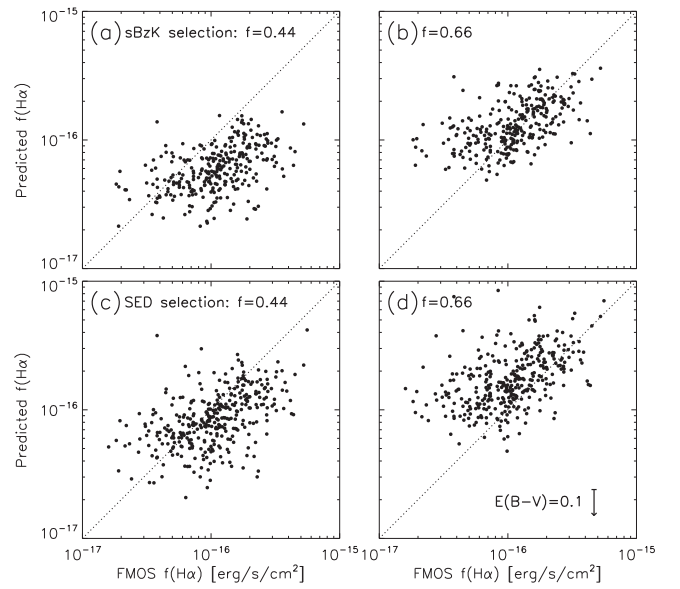 10⁻¹⁵
(a) sBzK selection: f=0.44
(b) f=0.66
Predicted f(Hα)
10⁻¹⁶
10⁻¹⁷
10⁻¹⁵
(c) SED selection: f=0.44
(d) f=0.66
Predicted f(Hα)
10⁻¹⁶
E(B−V)=0.1
10⁻¹⁷
10⁻¹⁷ 10⁻¹⁶ 10⁻¹⁵ 10⁻¹⁷ 10⁻¹⁶ 10⁻¹⁵
FMOS f(Hα) [erg/s/cm²] FMOS f(Hα) [erg/s/cm²]